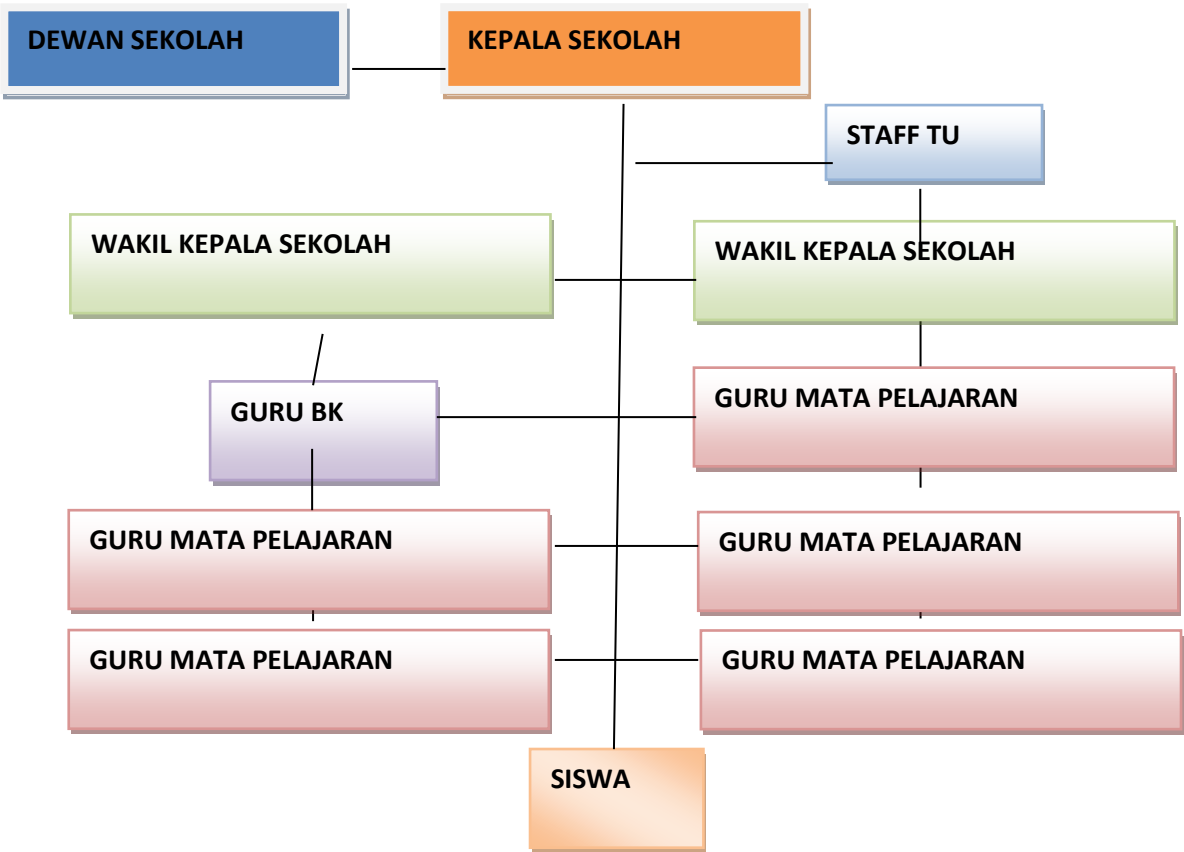 DEWAN SEKOLAH
KEPALA SEKOLAH
STAFF TU
WAKIL KEPALA SEKOLAH
WAKIL KEPALA SEKOLAH
GURU BK
GURU MATA PELAJARAN
GURU MATA PELAJARAN
GURU MATA PELAJARAN
GURU MATA PELAJARAN
GURU MATA PELAJARAN
SISWA